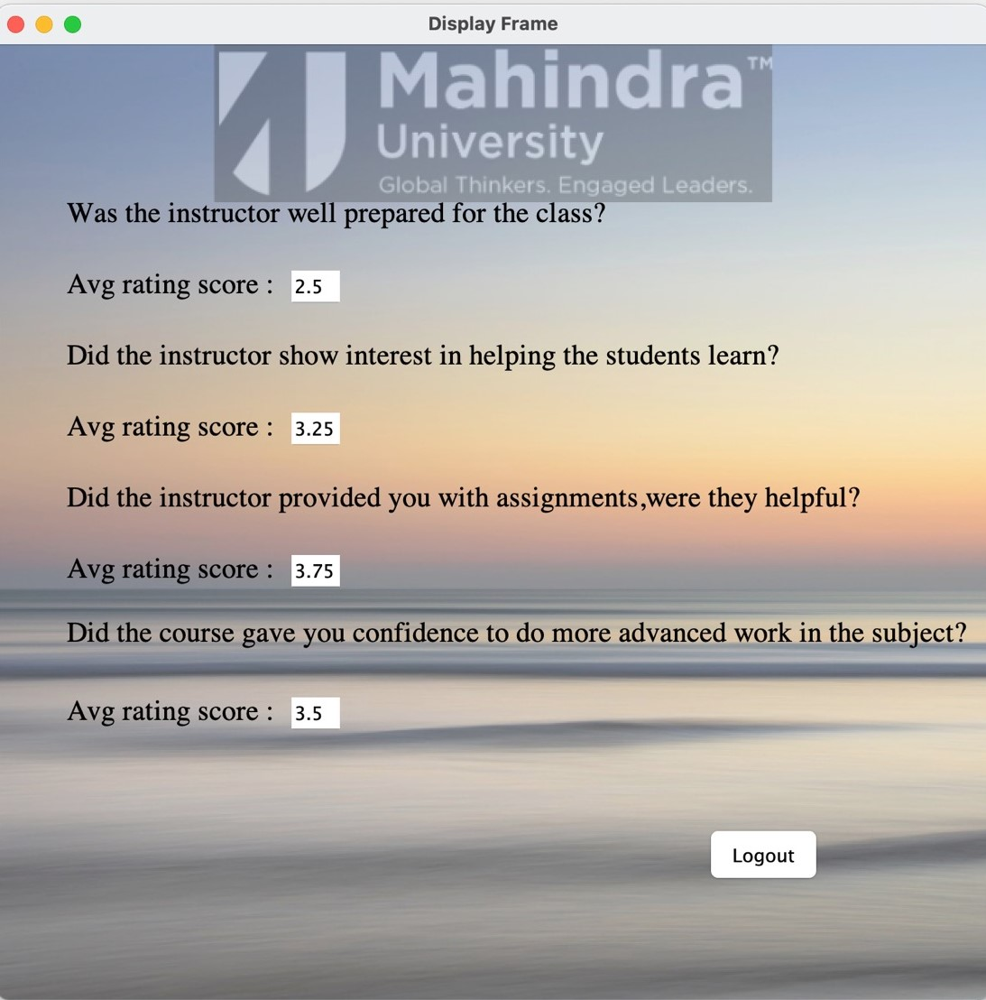 Display Frame
Mahindra™
University
Global Thinkers. Engaged Leaders.
Was the instructor well prepared for the class?
Avg rating score : 2.5
Did the instructor show interest in helping the students learn?
Avg rating score : 3.25
Did the instructor provided you with assignments,were they helpful?
Avg rating score : 3.75
Did the course gave you confidence to do more advanced work in the subject?
Avg rating score : 3.5
Logout